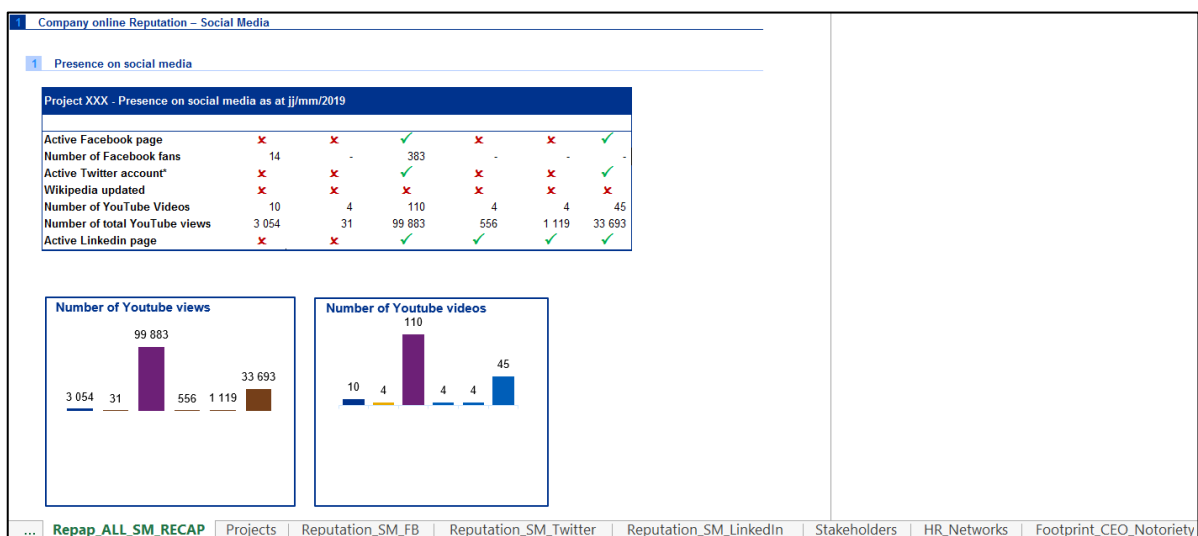 1 Company online Reputation – Social Media
1 Presence on social media
Project XXX - Presence on social media as at jj/mm/2019
Active Facebook page ✘ ✘ ✓ ✘ ✘ ✓
Number of Facebook fans 14 - 383 - - -
Active Twitter account* ✘ ✘ ✓ ✘ ✘ ✓
Wikipedia updated ✘ ✘ ✘ ✘ ✘ ✘
Number of YouTube Videos 10 4 110 4 4 45
Number of total YouTube views 3 054 31 99 883 556 1 119 33 693
Active Linkedin page ✘ ✘ ✓ ✓ ✓ ✓
Number of Youtube views
99 883
33 693
3 054 31 556 1 119
Number of Youtube videos
110
45
10 4 4 4
... Repap_ALL_SM_RECAP Projects Reputation_SM_FB Reputation_SM_Twitter Reputation_SM_LinkedIn Stakeholders HR_Networks Footprint_CEO_Notoriety